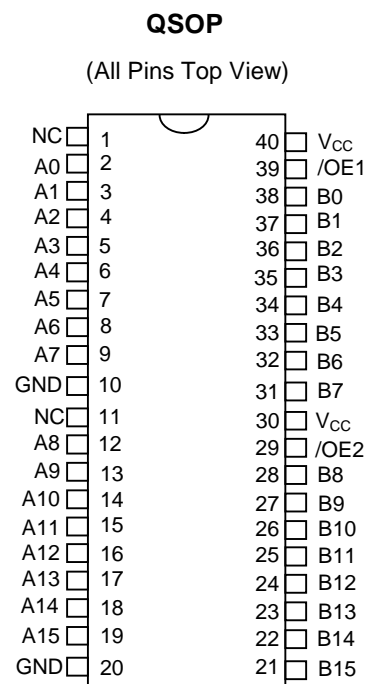 QSOP
(All Pins Top View)
NC 1 40 VCC
A0 2 39 /OE1
A1 3 38 B0
A2 4 37 B1
A3 5 36 B2
A4 6 35 B3
A5 7 34 B4
A6 8 33 B5
A7 9 32 B6
GND 10 31 B7
NC 11 30 VCC
A8 12 29 /OE2
A9 13 28 B8
A10 14 27 B9
A11 15 26 B10
A12 16 25 B11
A13 17 24 B12
A14 18 23 B13
A15 19 22 B14
GND 20 21 B15